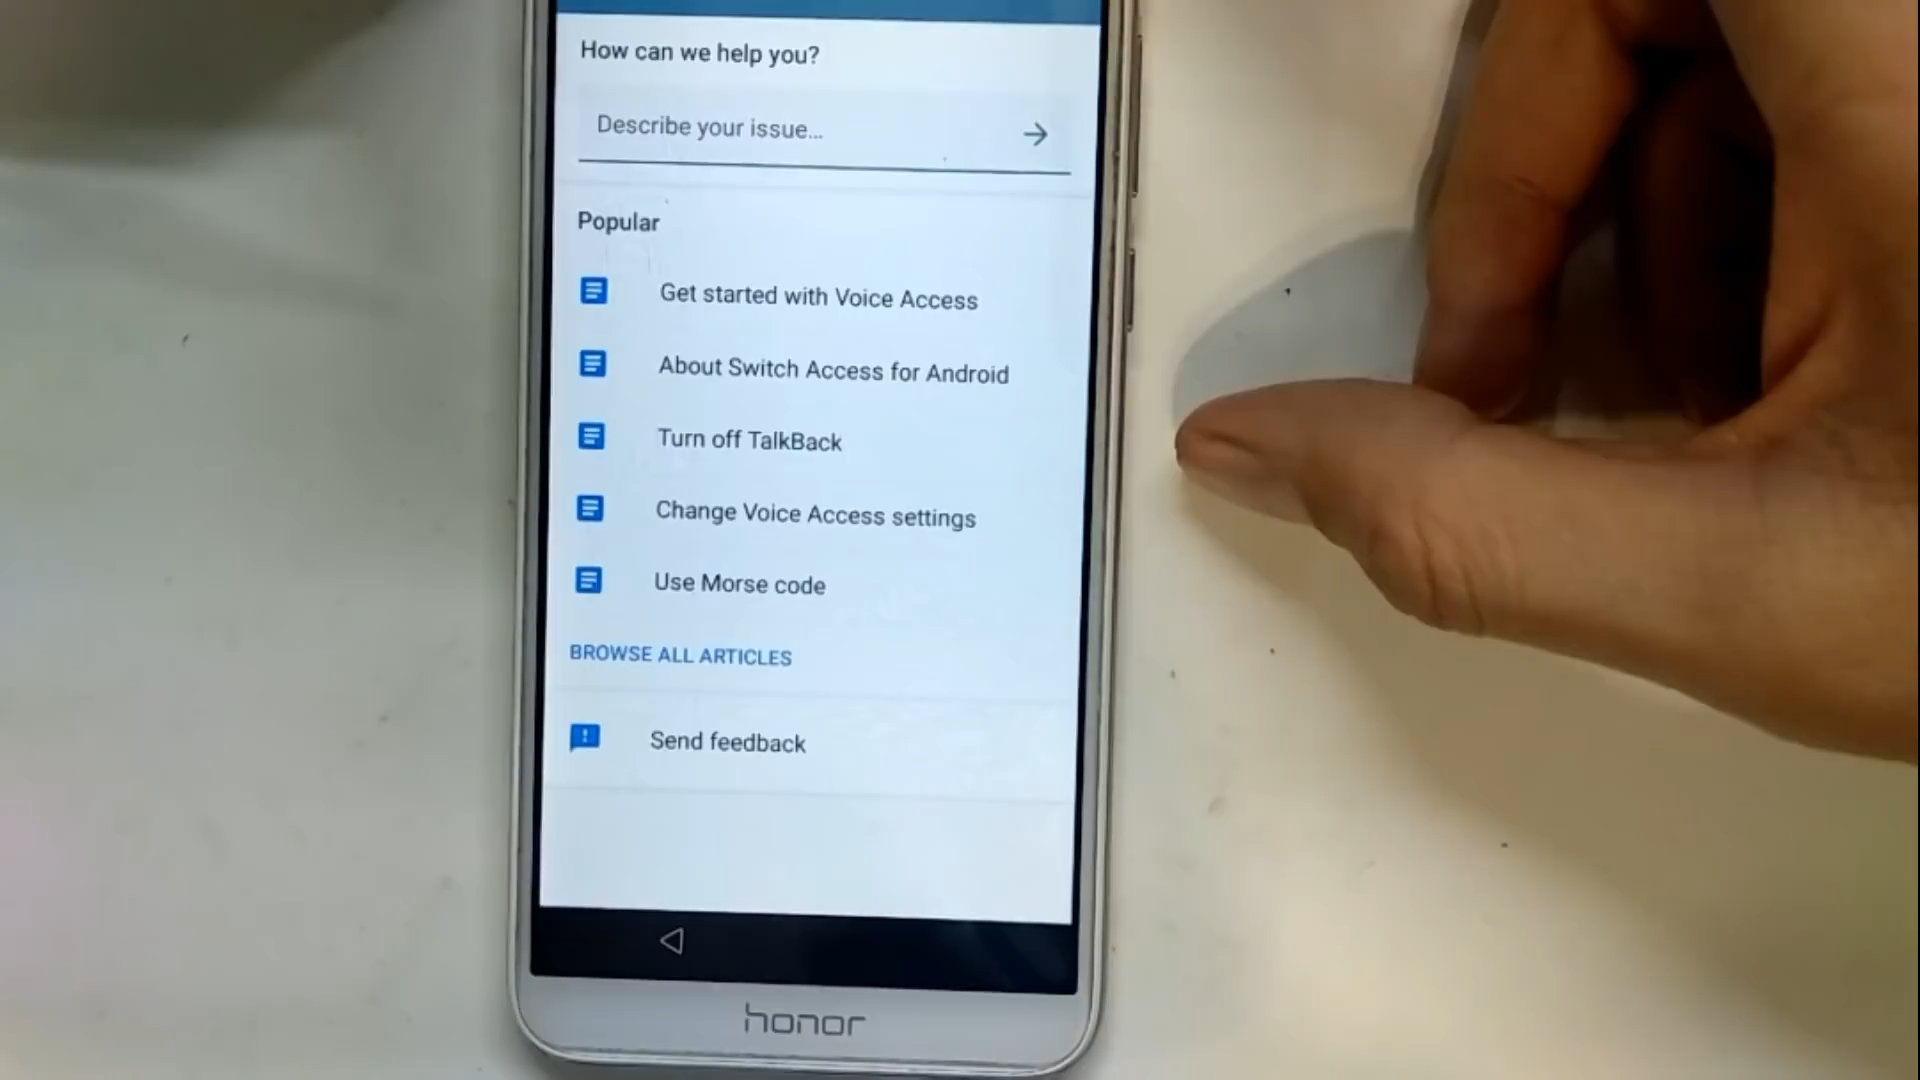 How can we help you?
Describe your issue...
Popular
Get started with Voice Access
About Switch Access for Android
Turn off TalkBack
Change Voice Access settings
Use Morse code
BROWSE ALL ARTICLES
Send feedback
honor